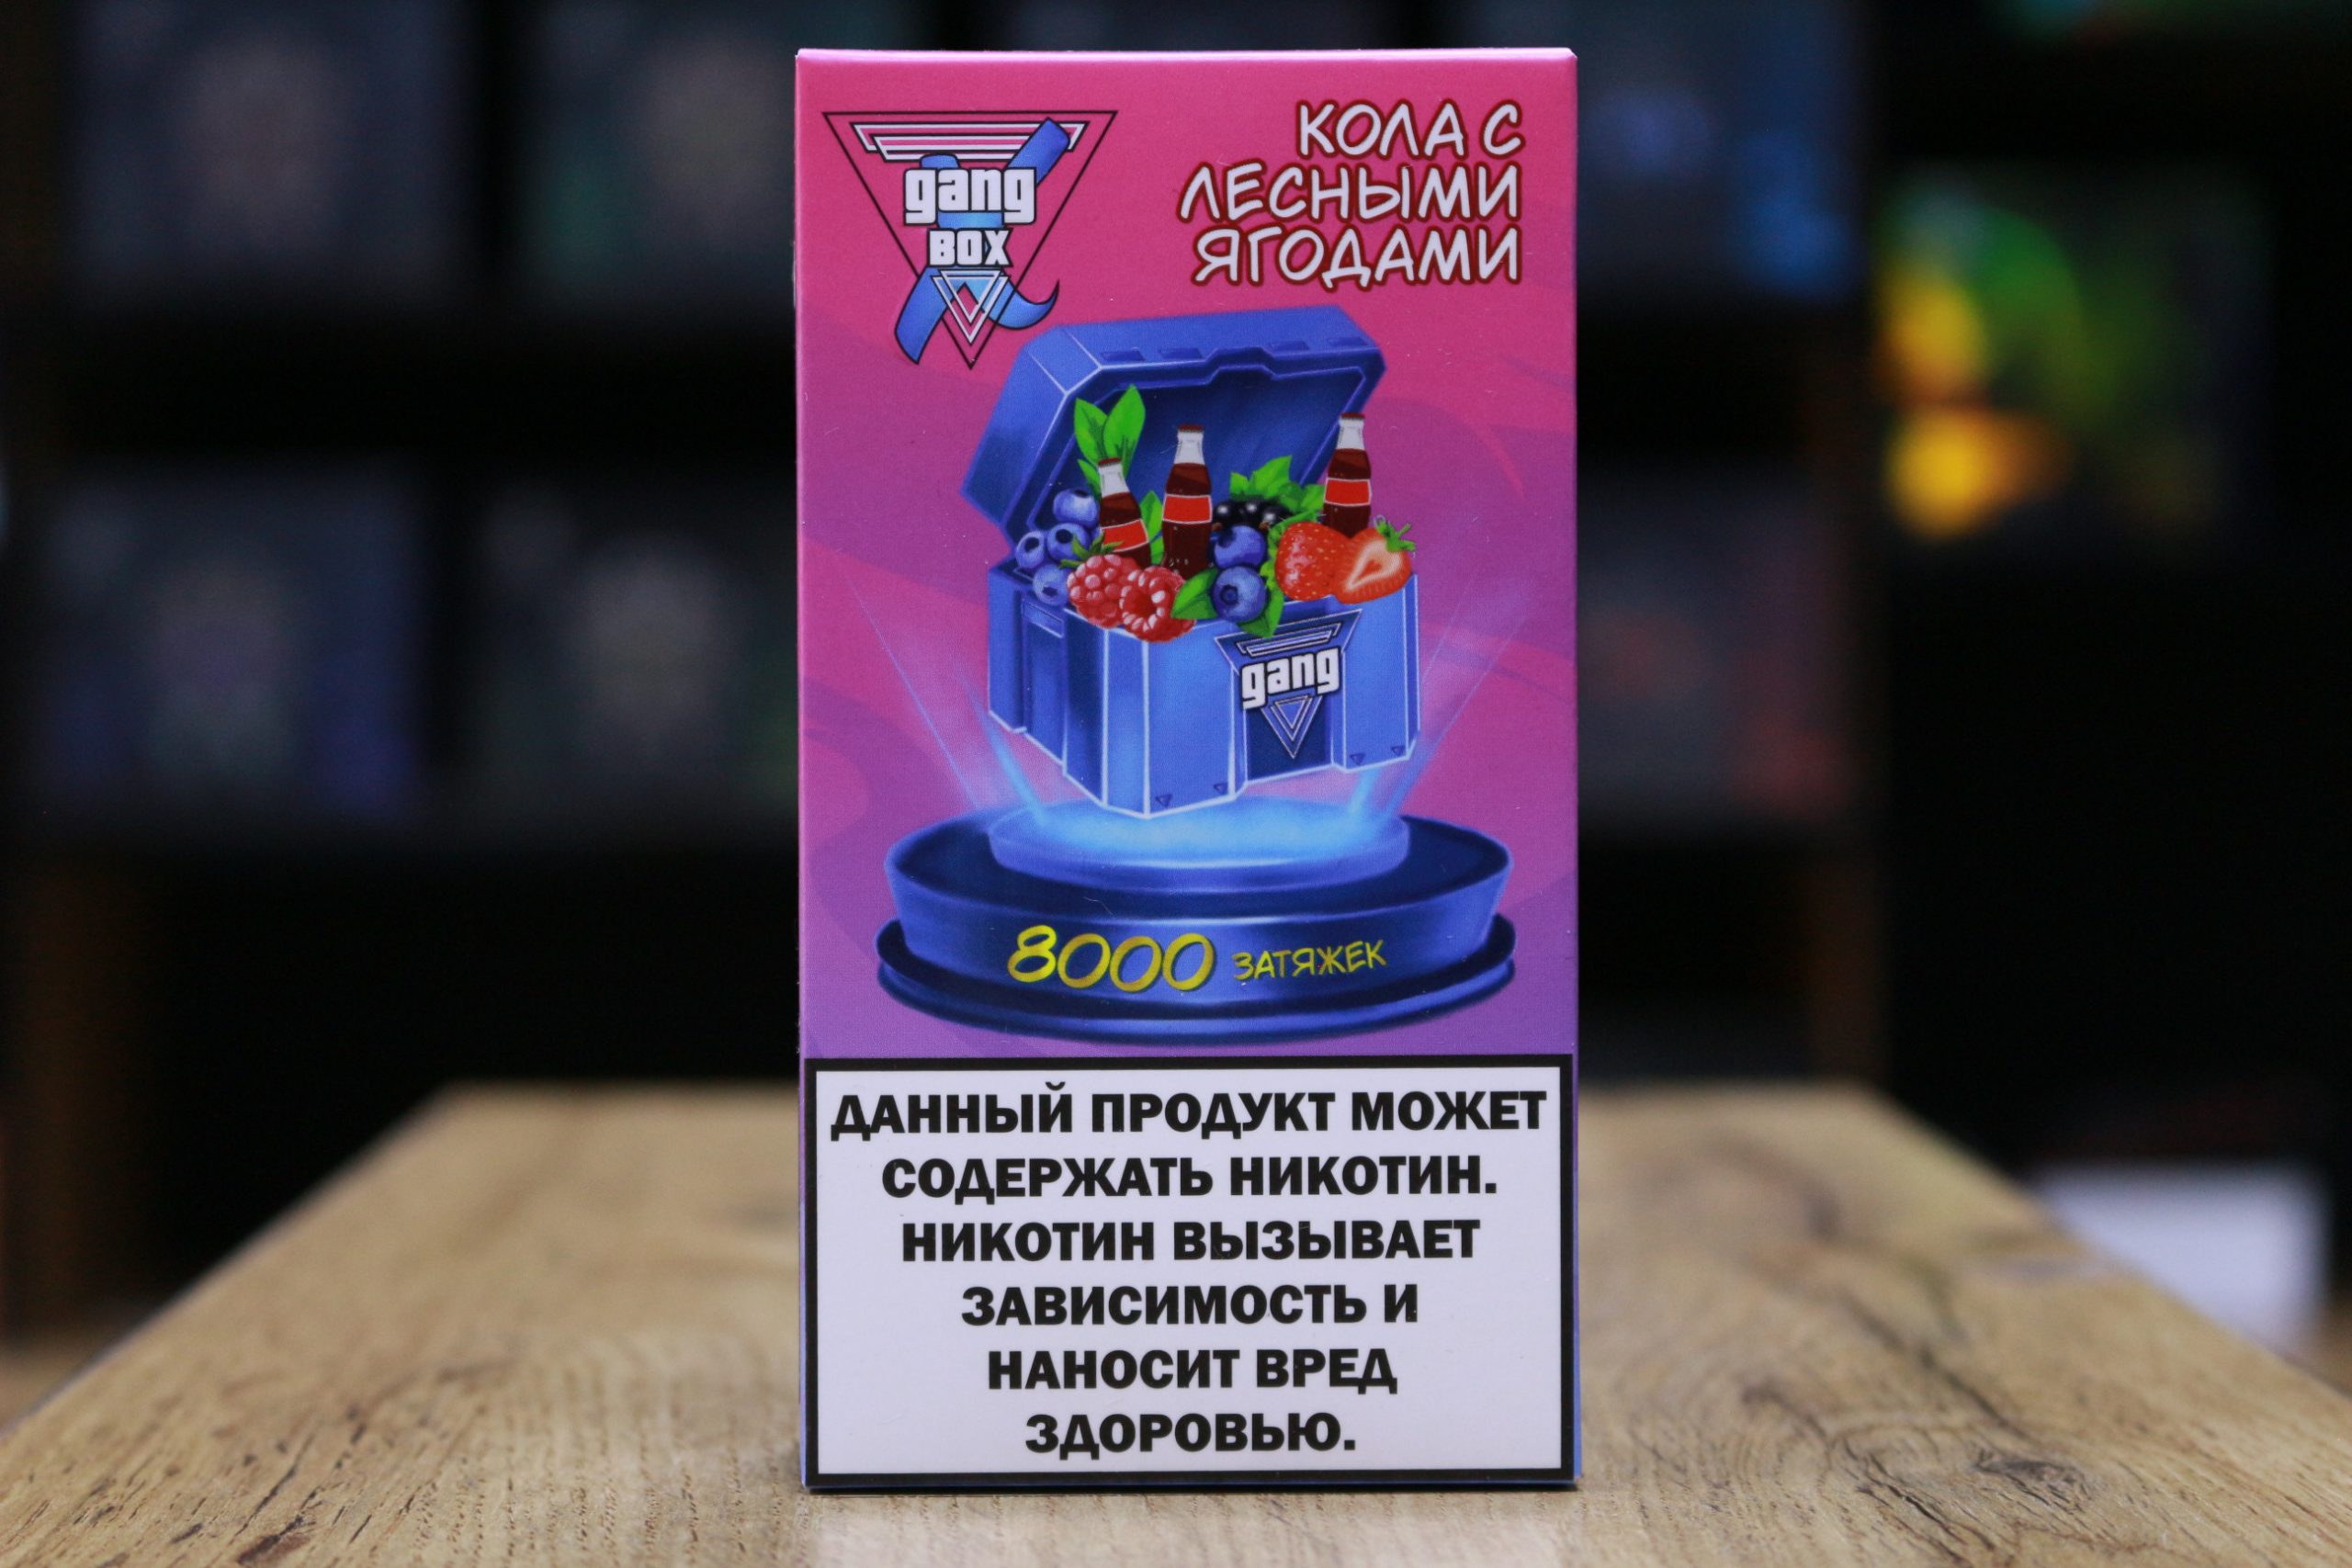 gang
BOX
КОЛА С
ЛЕСНЫМИ
ЯГОДАМИ
gang
8000 ЗАТЯЖЕК
ДАННЫЙ ПРОДУКТ МОЖЕТ
СОДЕРЖАТЬ НИКОТИН.
НИКОТИН ВЫЗЫВАЕТ
ЗАВИСИМОСТЬ И
НАНОСИТ ВРЕД
ЗДОРОВЬЮ.